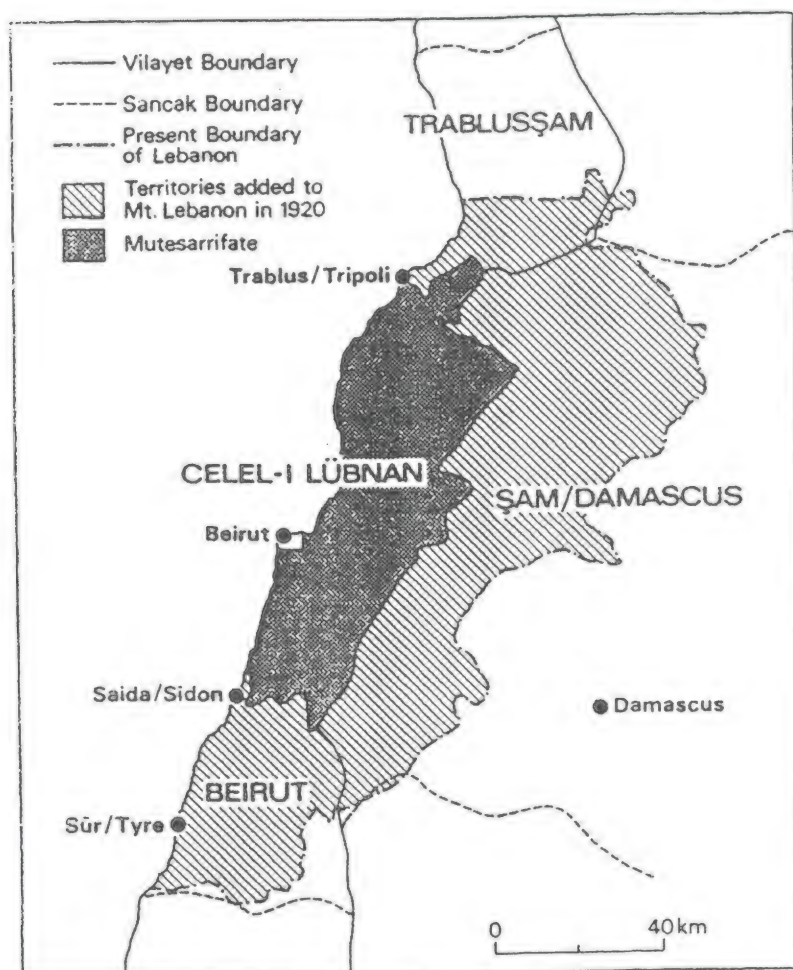 Vilayet Boundary
Sancak Boundary
Present Boundary
of Lebanon
Territories added to
Mt. Lebanon in 1920
Mutesarrifate
TRABLUSŞAM
Trablus/Tripoli
CELEL-I LÜBNAN
ŞAM/DAMASCUS
Beirut
Saida/Sidon
Damascus
BEIRUT
Sūr/Tyre
0 40km